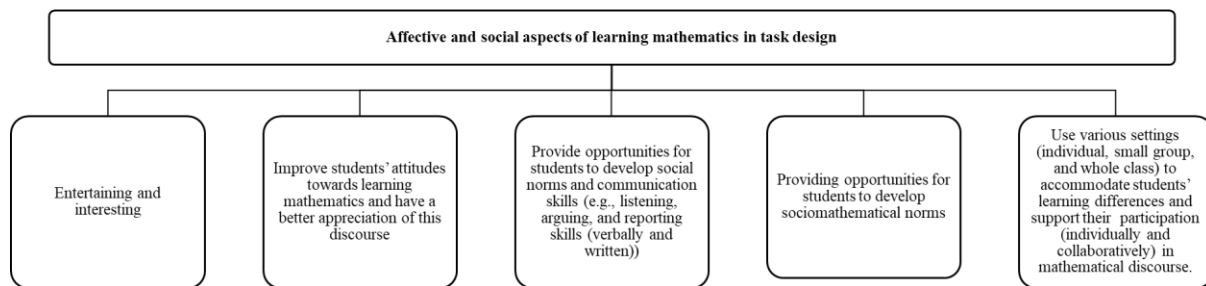 Affective and social aspects of learning mathematics in task design
Entertaining and
interesting
Improve students' attitudes
towards learning
mathematics and have a
better appreciation of this
discourse
Provide opportunities for
students to develop social
norms and communication
skills (e.g., listening,
arguing, and reporting
skills (verbally and
written))
Providing opportunities for
students to develop
sociomathematical norms
Use various settings
(individual, small group,
and whole class) to
accommodate students'
learning differences and
support their participation
(individually and
collaboratively) in
mathematical discourse.